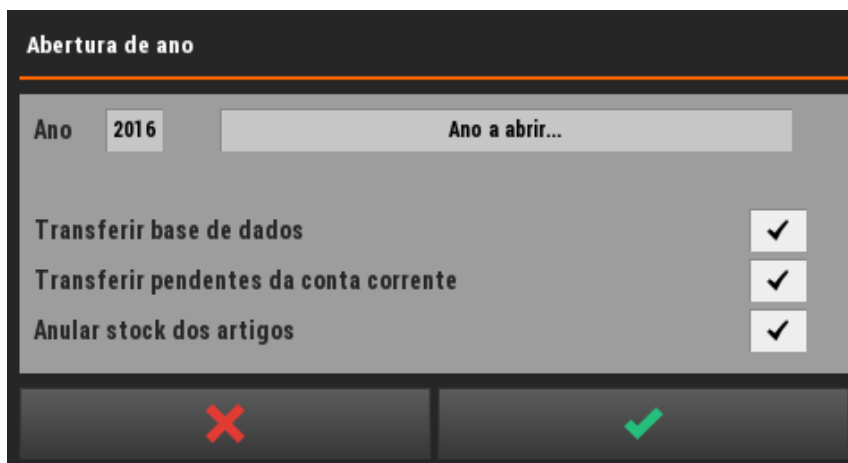 Abertura de ano
Ano 2016 Ano a abrir...
Transferir base de dados
Transferir pendentes da conta corrente
Anular stock dos artigos